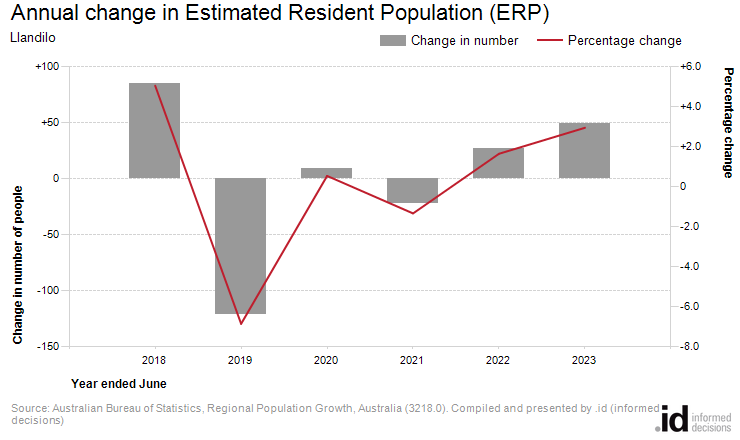 Annual change in Estimated Resident Population (ERP)
Llandilo
Change in number
Percentage change
+100
+50
0
-50
-100
-150
Change in number of people
+6.0
+4.0
+2.0
0
-2.0
-4.0
-6.0
-8.0
Percentage change
2018 2019 2020 2021 2022 2023
Year ended June
Source: Australian Bureau of Statistics, Regional Population Growth, Australia (3218.0). Compiled and presented by .id (informed
decisions)
.id informed
decisions